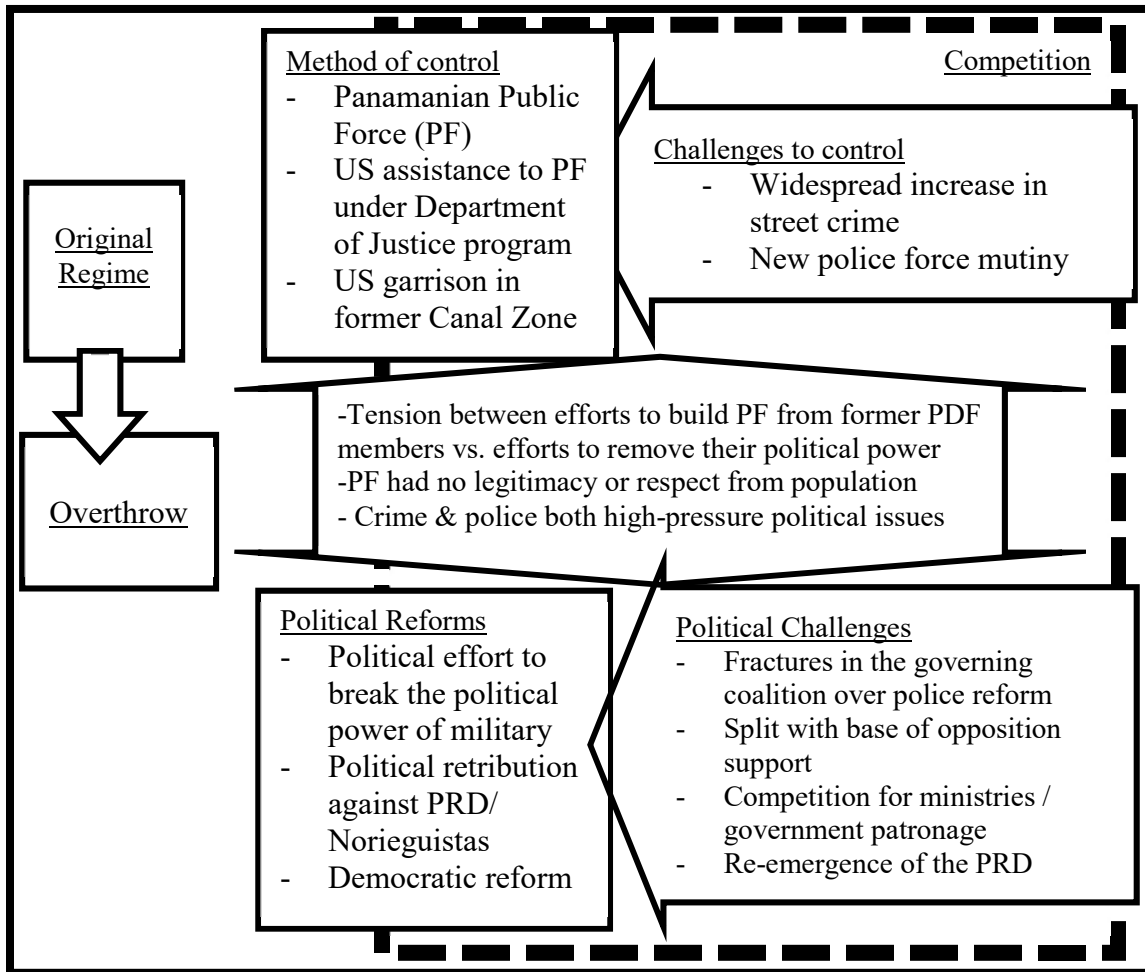 Original
Regime
Overthrow
Method of control
- Panamanian Public
Force (PF)
- US assistance to PF
under Department
of Justice program
- US garrison in
former Canal Zone
Competition
Challenges to control
- Widespread increase in
street crime
- New police force mutiny
-Tension between efforts to build PF from former PDF
members vs. efforts to remove their political power
-PF had no legitimacy or respect from population
- Crime & police both high-pressure political issues
Political Reforms
- Political effort to
break the political
power of military
- Political retribution
against PRD/
Norieguistas
- Democratic reform
Political Challenges
- Fractures in the governing
coalition over police reform
- Split with base of opposition
support
- Competition for ministries /
government patronage
- Re-emergence of the PRD